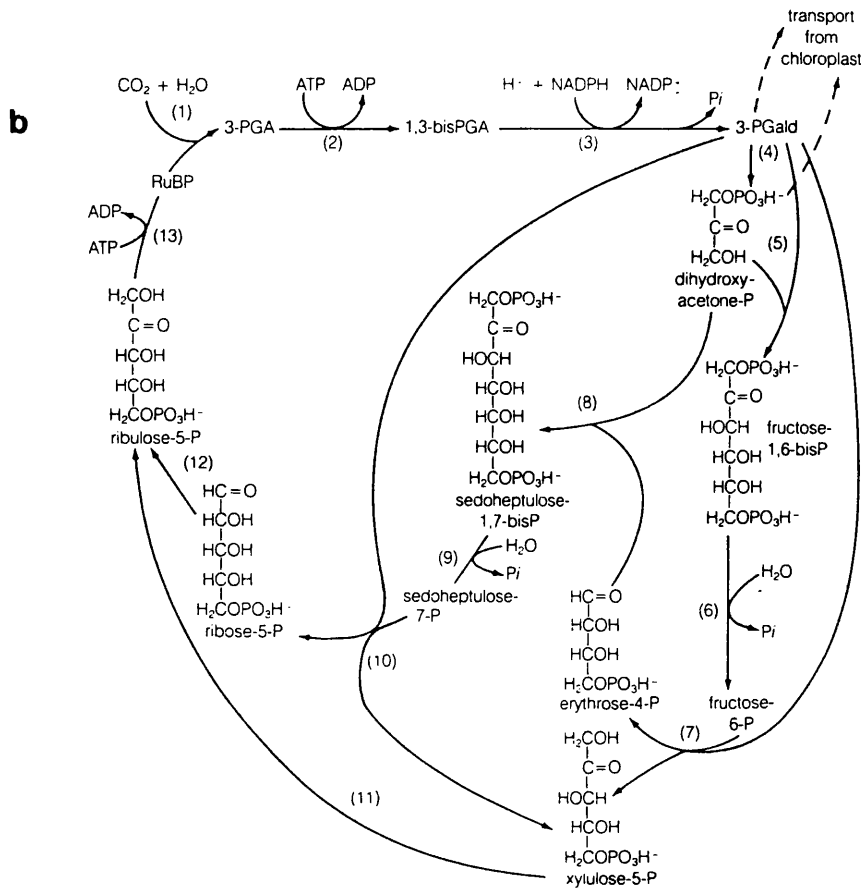 transport
from
chloroplast
CO₂ + H₂O
(1)
ATP ADP
H⁻ + NADPH NADP:
Pi
b
3-PGA
(2)
1,3-bisPGA
(3)
3-PGald
(4)
RuBP
ADP
ATP
(13)
H₂COPO₃H⁻
C=O
H₂COH
dihydroxy-
acetone-P
(5)
H₂COH
C=O
HCOH
HCOH
H₂COPO₃H⁻
ribulose-5-P
H₂COPO₃H⁻
C=O
HOCH
HCOH
HCOH
HCOH
H₂COPO₃H⁻
sedoheptulose-
1,7-bisP
(8)
H₂COPO₃H⁻
C=O
HOCH
HCOH
HCOH
H₂COPO₃H⁻
fructose-
1,6-bisP
(12)
HC=O
HCOH
HCOH
HCOH
H₂COPO₃H
ribose-5-P
(9)
H₂O
Pi
sedoheptulose-
7-P
(10)
HC=O
HCOH
HCOH
H₂COPO₃H⁻
erythrose-4-P
(6)
H₂O
Pi
fructose-
6-P
(7)
(11)
H₂COH
C=O
HOCH
HCOH
H₂COPO₃H⁻
xylulose-5-P